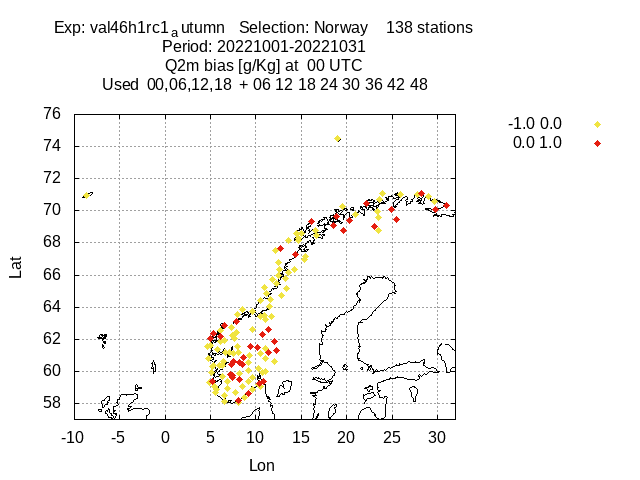 Exp: val46h1rc1a utumn Selection: Norway 138 stations
Period: 20221001-20221031
Q2m bias [g/Kg] at 00 UTC
Used 00,06,12,18 + 06 12 18 24 30 36 42 48
-1.0 0.0
0.0 1.0
76
74
72
70
68
66
64
62
60
58
Lat
-10 -5 0 5 10 15 20 25 30
Lon